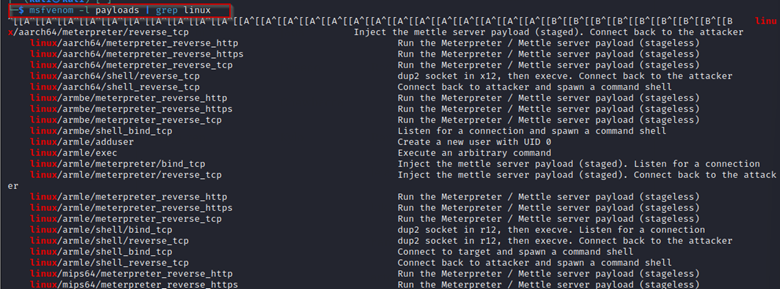 └─$ msfvenom -l payloads | grep linux
^[[A^[[A^[[A^[[A^[[A^[[A^[[A^[[A^[[A^[[A^[[A^[[A^[[A^[[A^[[A^[[A^[[A^[[A^[[A^[[A^[[B^[[B^[[B^[[B^[[B linu
x/aarch64/meterpreter/reverse_tcp Inject the mettle server payload (staged). Connect back to the attacker
linux/aarch64/meterpreter_reverse_http Run the Meterpreter / Mettle server payload (stageless)
linux/aarch64/meterpreter_reverse_https Run the Meterpreter / Mettle server payload (stageless)
linux/aarch64/meterpreter_reverse_tcp Run the Meterpreter / Mettle server payload (stageless)
linux/aarch64/shell/reverse_tcp dup2 socket in x12, then execve. Connect back to the attacker
linux/aarch64/shell_reverse_tcp Connect back to attacker and spawn a command shell
linux/armbe/meterpreter_reverse_http Run the Meterpreter / Mettle server payload (stageless)
linux/armbe/meterpreter_reverse_https Run the Meterpreter / Mettle server payload (stageless)
linux/armbe/meterpreter_reverse_tcp Run the Meterpreter / Mettle server payload (stageless)
linux/armbe/shell_bind_tcp Listen for a connection and spawn a command shell
linux/armle/adduser Create a new user with UID 0
linux/armle/exec Execute an arbitrary command
linux/armle/meterpreter/bind_tcp Inject the mettle server payload (staged). Listen for a connection
linux/armle/meterpreter/reverse_tcp Inject the mettle server payload (staged). Connect back to the attack
er
linux/armle/meterpreter_reverse_http Run the Meterpreter / Mettle server payload (stageless)
linux/armle/meterpreter_reverse_https Run the Meterpreter / Mettle server payload (stageless)
linux/armle/meterpreter_reverse_tcp Run the Meterpreter / Mettle server payload (stageless)
linux/armle/shell/bind_tcp dup2 socket in r12, then execve. Listen for a connection
linux/armle/shell/reverse_tcp dup2 socket in r12, then execve. Connect back to the attacker
linux/armle/shell_bind_tcp Connect to target and spawn a command shell
linux/armle/shell_reverse_tcp Connect back to attacker and spawn a command shell
linux/mips64/meterpreter_reverse_http Run the Meterpreter / Mettle server payload (stageless)
linux/mips64/meterpreter_reverse_https Run the Meterpreter / Mettle server payload (stageless)